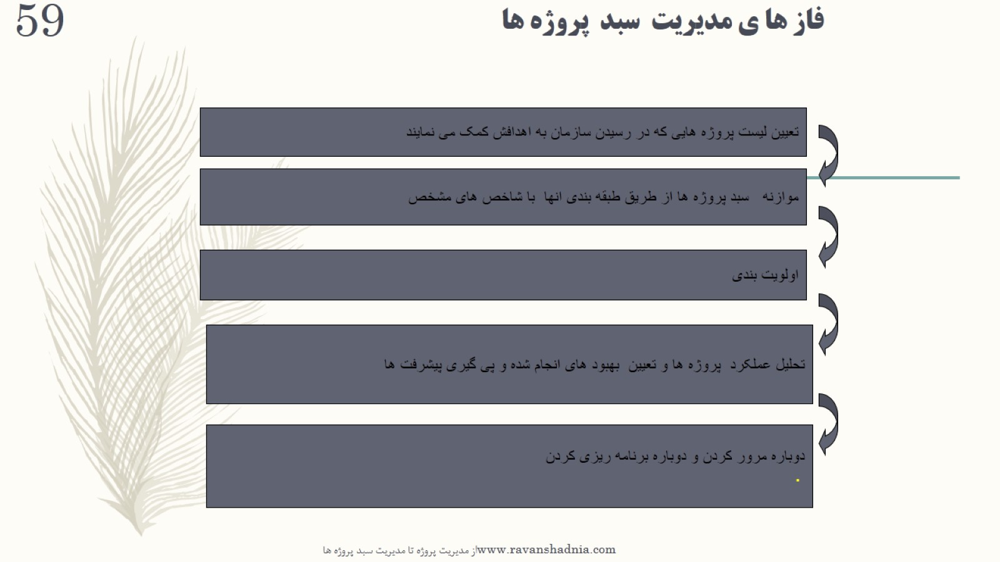 59
فاز ها ی مدیریت سبد پروژه ها
تعیین لیست پروژه هایی که در رسیدن سازمان به اهدافش کمک می نمایند
موازنه سبد پروژه ها از طریق طبقه بندی انها با شاخص های مشخص
اولویت بندی
تحلیل عملکرد پروژه ها و تعیین بهبود های انجام شده و پی گیری پیشرفت ها
دوباره مرور کردن و دوباره برنامه ریزی کردن
.
www.ravanshadnia.comاز مدیریت پروژه تا مدیریت سبد پروژه ها